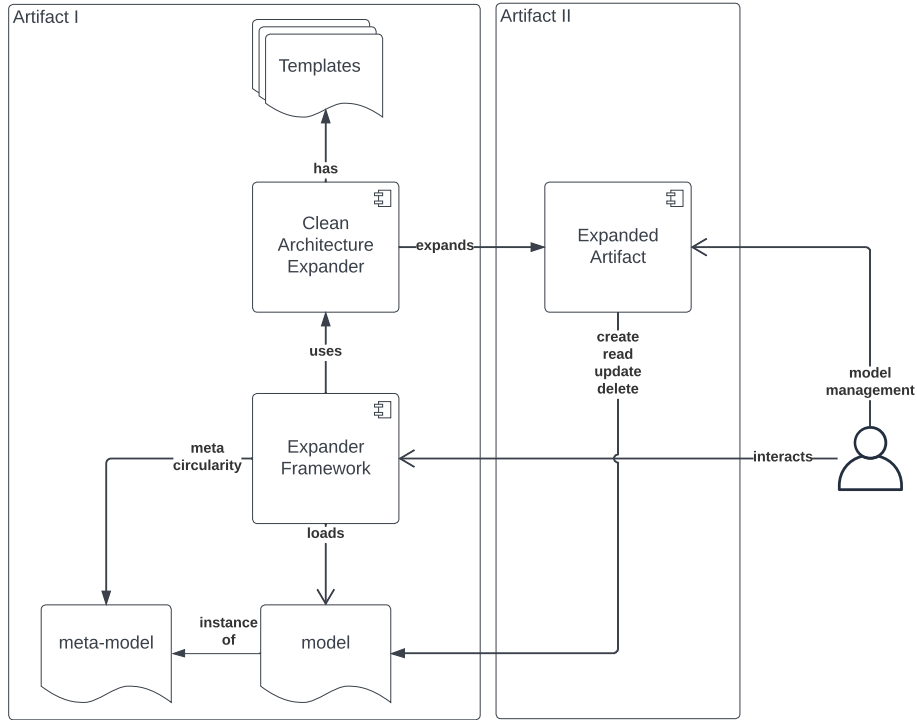 Artifact I
Artifact II
Templates
has
Clean
Architecture
Expander
expands
Expanded
Artifact
uses
create
read
update
delete
model
management
meta
circularity
Expander
Framework
interacts
loads
instance
of
meta-model
model